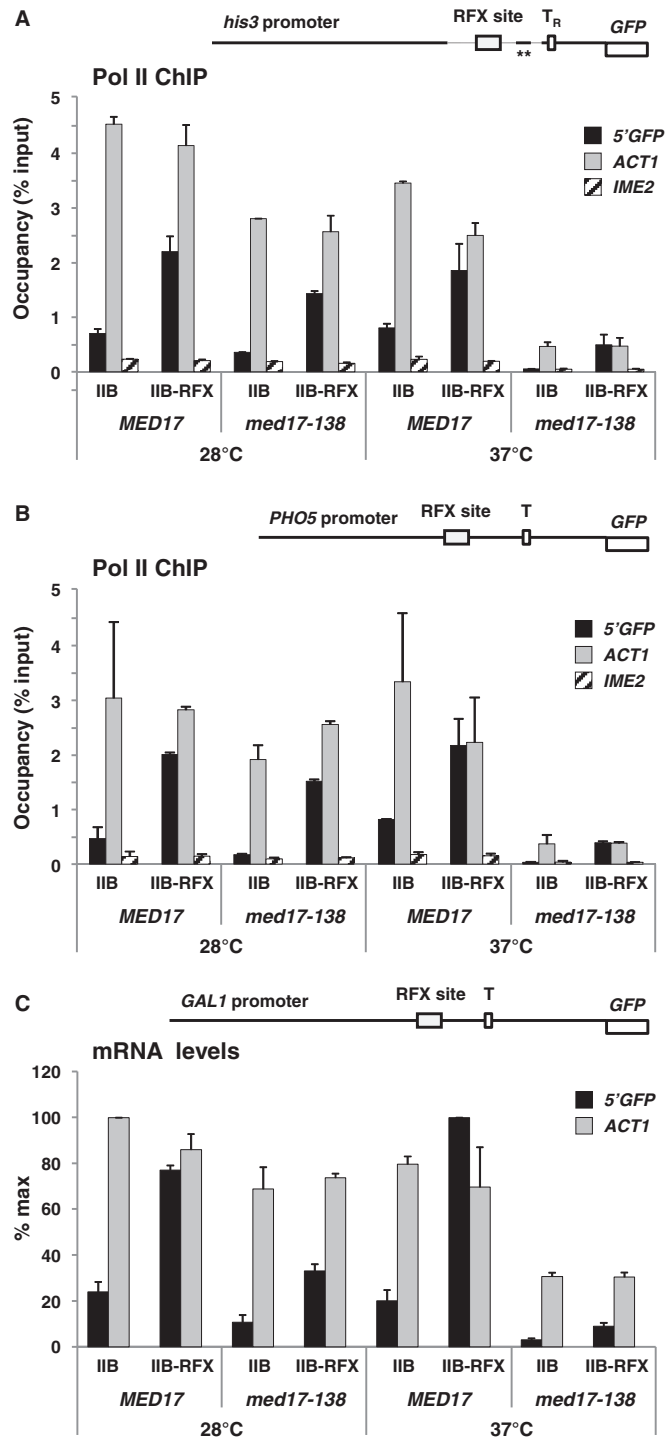 A
his3 promoter RFX site TR GFP
**
Pol II ChIP
5'GFP
ACT1
IME2
Occupancy (% input)
5
4
3
2
1
0
IIB IIB-RFX IIB IIB-RFX IIB IIB-RFX IIB IIB-RFX
MED17 med17-138 MED17 med17-138
28°C 37°C
B
PHO5 promoter RFX site T GFP
Pol II ChIP
5'GFP
ACT1
IME2
Occupancy (% input)
5
4
3
2
1
0
IIB IIB-RFX IIB IIB-RFX IIB IIB-RFX IIB IIB-RFX
MED17 med17-138 MED17 med17-138
28°C 37°C
C
GAL1 promoter RFX site T GFP
mRNA levels
5'GFP
ACT1
% max
120
100
80
60
40
20
0
IIB IIB-RFX IIB IIB-RFX IIB IIB-RFX IIB IIB-RFX
MED17 med17-138 MED17 med17-138
28°C 37°C